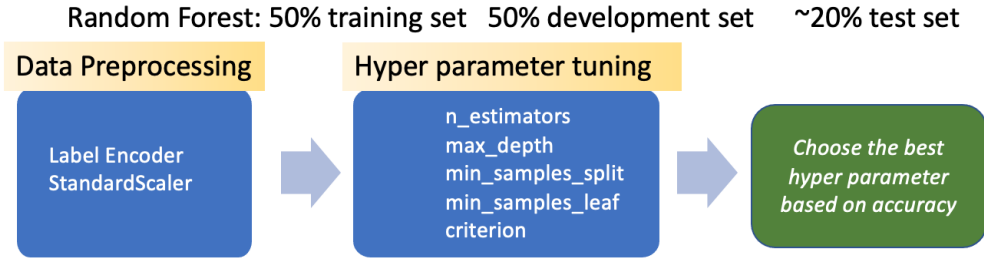 Random Forest: 50% training set 50% development set ~20% test set
Data Preprocessing
Label Encoder
StandardScaler
Hyper parameter tuning
n_estimators
max_depth
min_samples_split
min_samples_leaf
criterion
Choose the best
hyper parameter
based on accuracy